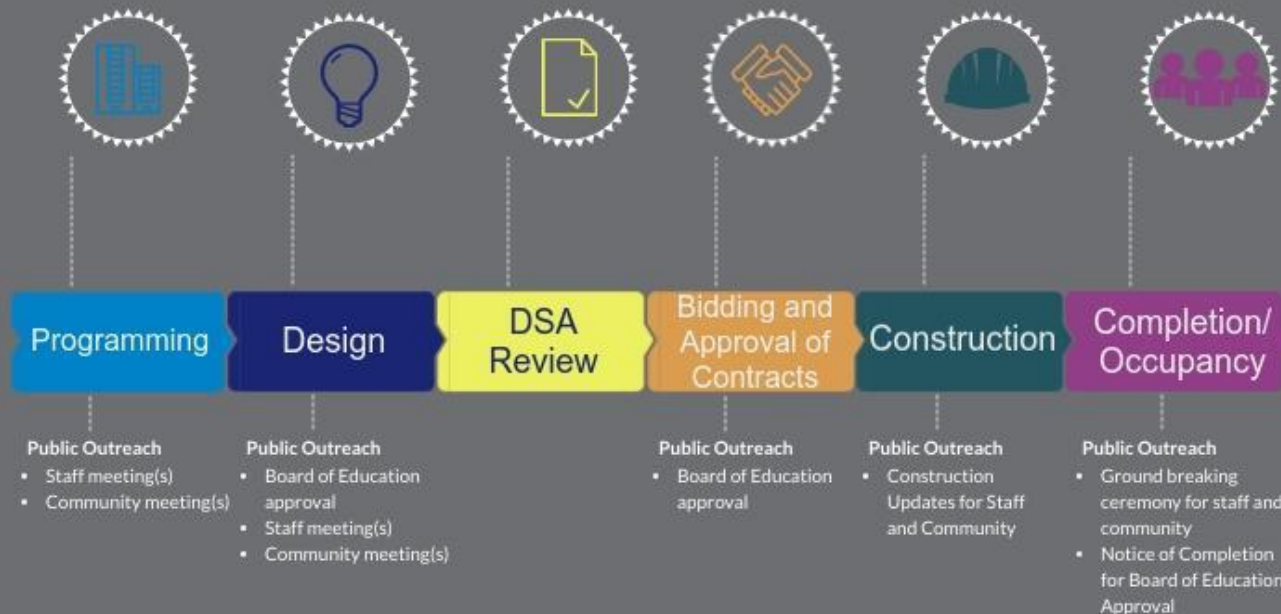 Programming
Design
DSA
Review
Bidding and
Approval of
Contracts
Construction
Completion/
Occupancy
Public Outreach
▪ Staff meeting(s)
▪ Community meeting(s)
Public Outreach
▪ Board of Education
approval
▪ Staff meeting(s)
▪ Community meeting(s)
Public Outreach
▪ Board of Education
approval
Public Outreach
▪ Construction
Updates for Staff
and Community
Public Outreach
▪ Ground breaking
ceremony for staff and
community
▪ Notice of Completion
for Board of Education
Approval